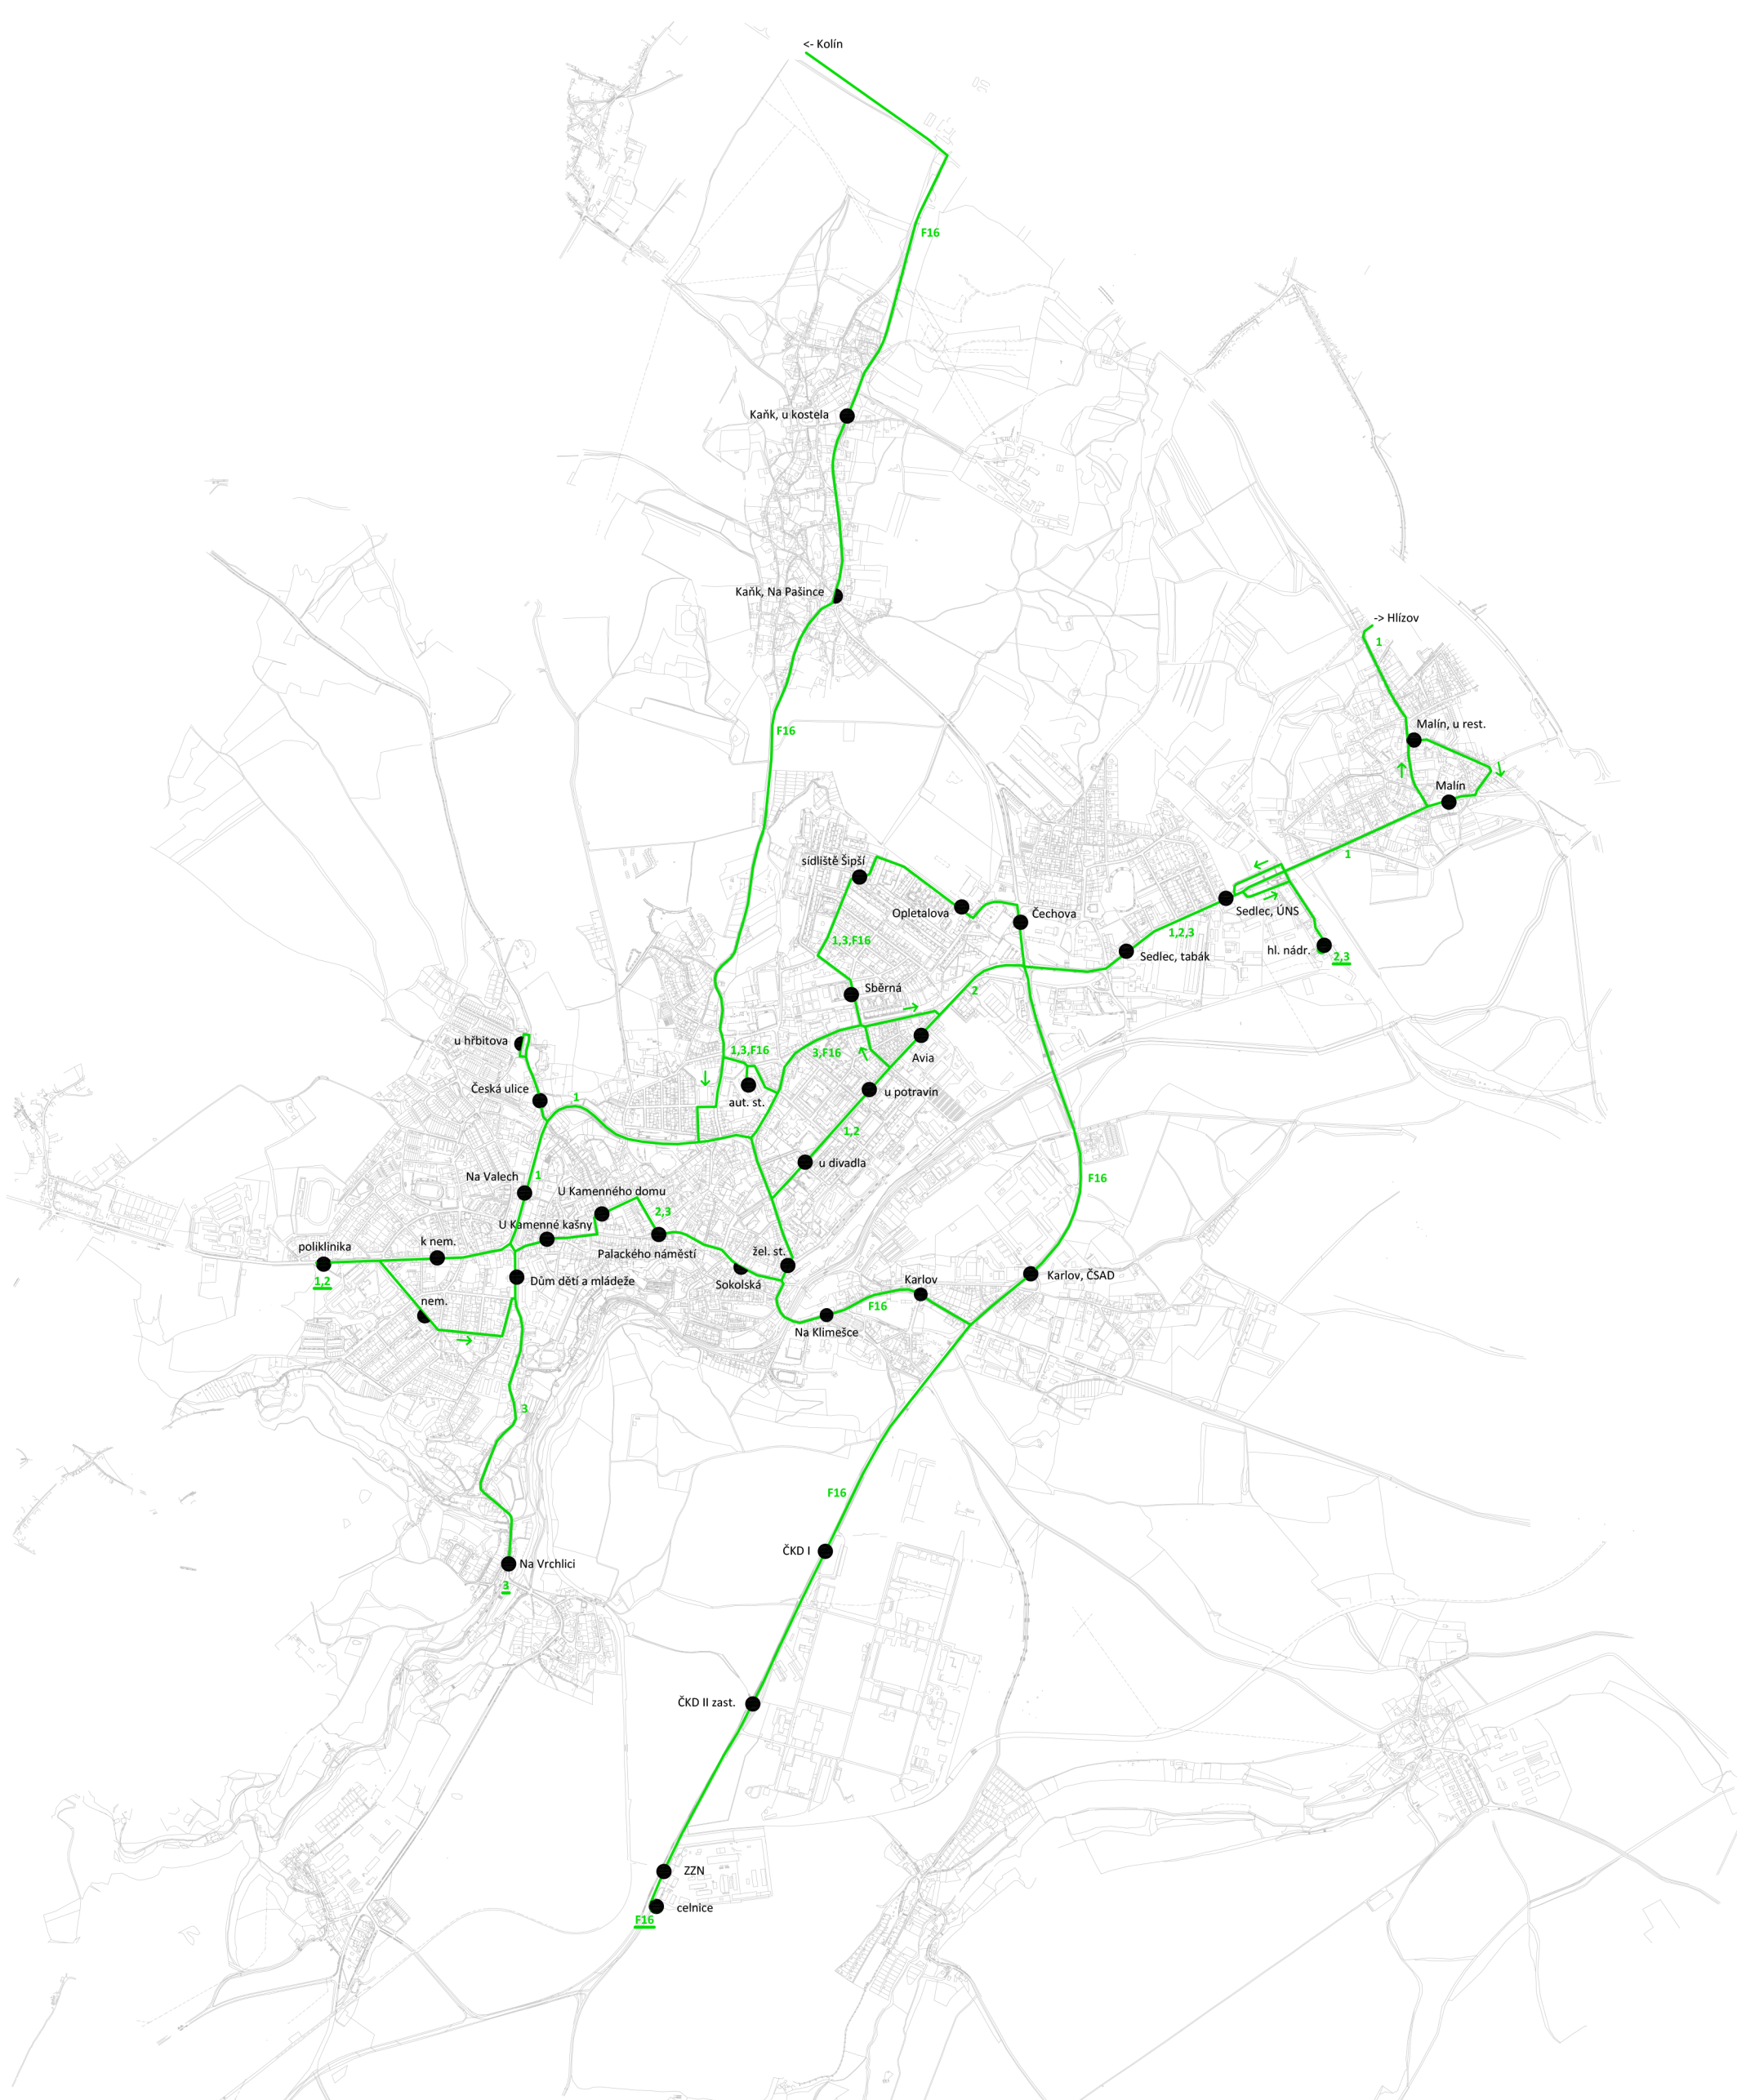 <- Kolín
F16
Kaňk, u kostela
Kaňk, Na Pašince
-> Hlízov
1
Malín, u rest.
F16
Malín
1
sídliště Šipší
Opletalova
Čechova
Sedlec, ÚNS
1,2,3
1,3,F16
hl. nádr.
2,3
Sedlec, tabák
Sběrná
2
u hřbitova
1,3,F16
3,F16
Avia
Česká ulice
u potravin
1
aut. st.
1,2
u divadla
Na Valech
1
F16
U Kamenného domu
2,3
U Kamenné kašny
k nem.
poliklinika
Palackého náměstí
žel. st.
1,2
Dům dětí a mládeže
Sokolská
Karlov
Karlov, ČSAD
nem.
F16
Na Klimešce
3
F16
ČKD I
Na Vrchlici
3
ČKD II zast.
ZZN
celnice
F16